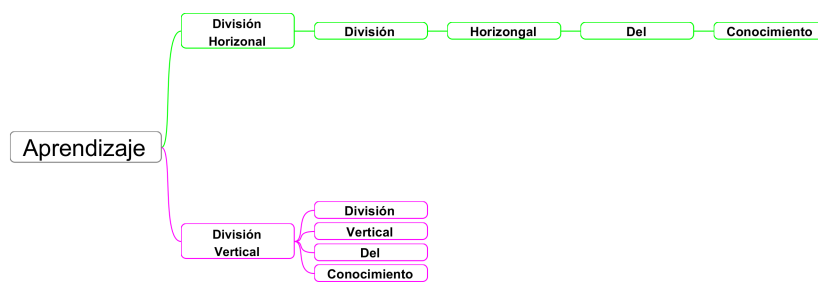 División
Horizonal
División
Horizongal
Del
Conocimiento
Aprendizaje
División
Vertical
División
Vertical
Del
Conocimiento